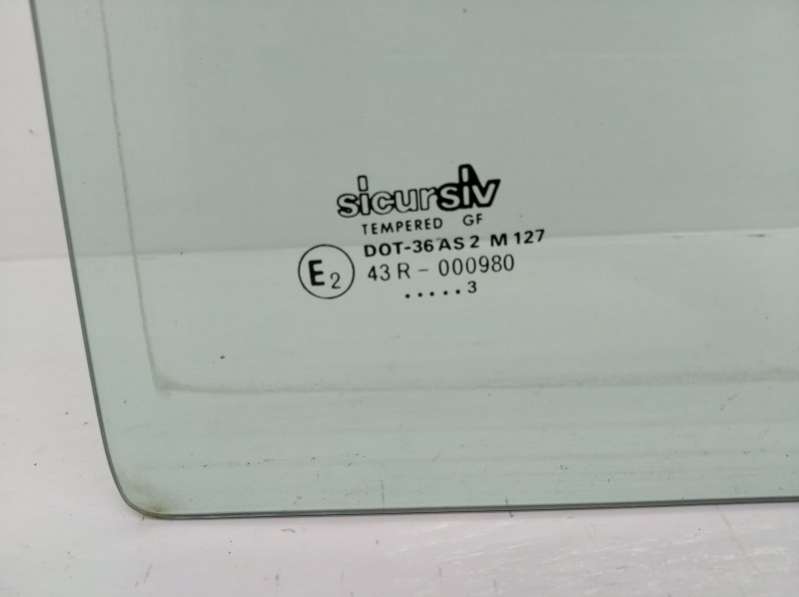 sicursiv
TEMPERED GF
DOT-36 AS 2 M 127
E2
43 R - 000980
.....3